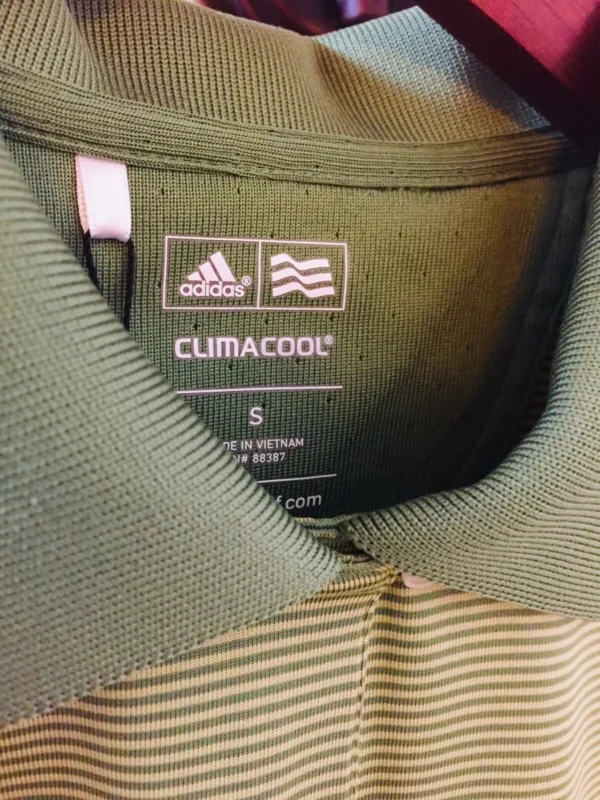 adidas®
CLIMACOOL®
S
DE IN VIETNAM
N# 88387
f.com